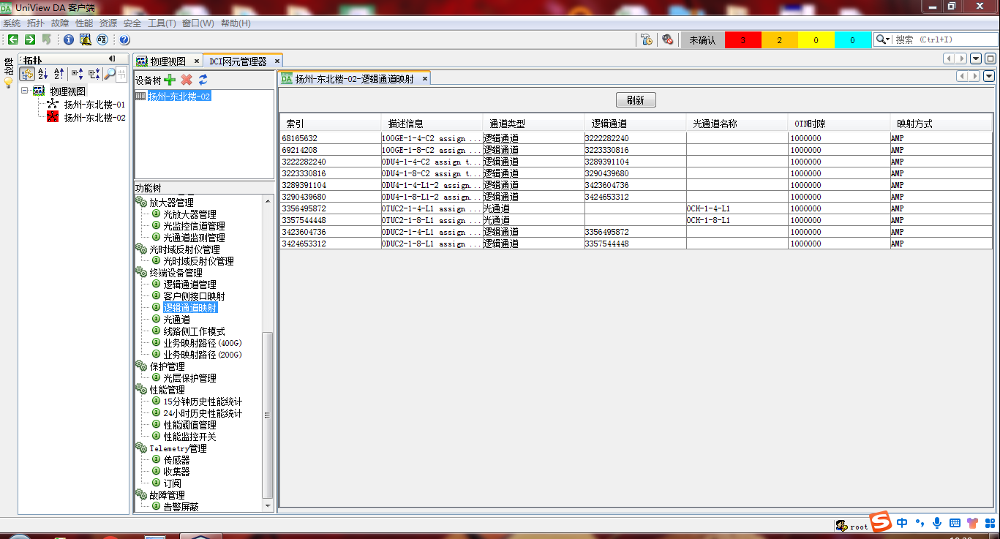 UniView DA 客户端
系统 拓扑 故障 性能 资源 安全 工具(T) 窗口(W) 帮助(H)
未确认 3 2 0 0 搜索 (Ctrl+I)
拓扑
物理视图
扬州-东北楼-01
扬州-东北楼-02
物理视图 × DCI网元管理器 ×
设备树
扬州-东北楼-02
功能树
放大器管理
光放大器管理
光监控信道管理
光通道监测管理
光时域反射仪管理
光时域反射仪管理
终端设备管理
逻辑通道管理
客户侧接口映射
逻辑通道映射
光通道
线路侧工作模式
业务映射路径(400G)
业务映射路径(200G)
保护管理
光层保护管理
性能管理
15分钟历史性能统计
24小时历史性能统计
性能阈值管理
性能监控开关
Telemetry管理
传感器
收集器
订阅
故障管理
告警屏蔽
DA 扬州-东北楼-02-逻辑通道映射 ×
刷新
索引 描述信息 通道类型 逻辑通道 光通道名称 OTN时隙 映射方式
68165632 100GE-1-4-C2 assign ... 逻辑通道 3222282240 1000000 AMP
69214208 100GE-1-8-C2 assign ... 逻辑通道 3223330816 1000000 AMP
3222282240 ODU4-1-4-C2 assign t... 逻辑通道 3289391104 1000000 AMP
3223330816 ODU4-1-8-C2 assign t... 逻辑通道 3290439680 1000000 AMP
3289391104 ODU4-1-4-L1-2 assign... 逻辑通道 3423604736 1000000 AMP
3290439680 ODU4-1-8-L1-2 assign... 逻辑通道 3424653312 1000000 AMP
3356495872 OTUC2-1-4-L1 assign ... 光通道 OCH-1-4-L1 1000000 AMP
3357544448 OTUC2-1-8-L1 assign ... 光通道 OCH-1-8-L1 1000000 AMP
3423604736 ODUC2-1-4-L1 assign ... 逻辑通道 3356495872 1000000 AMP
3424653312 ODUC2-1-8-L1 assign ... 逻辑通道 3357544448 1000000 AMP
root S 中